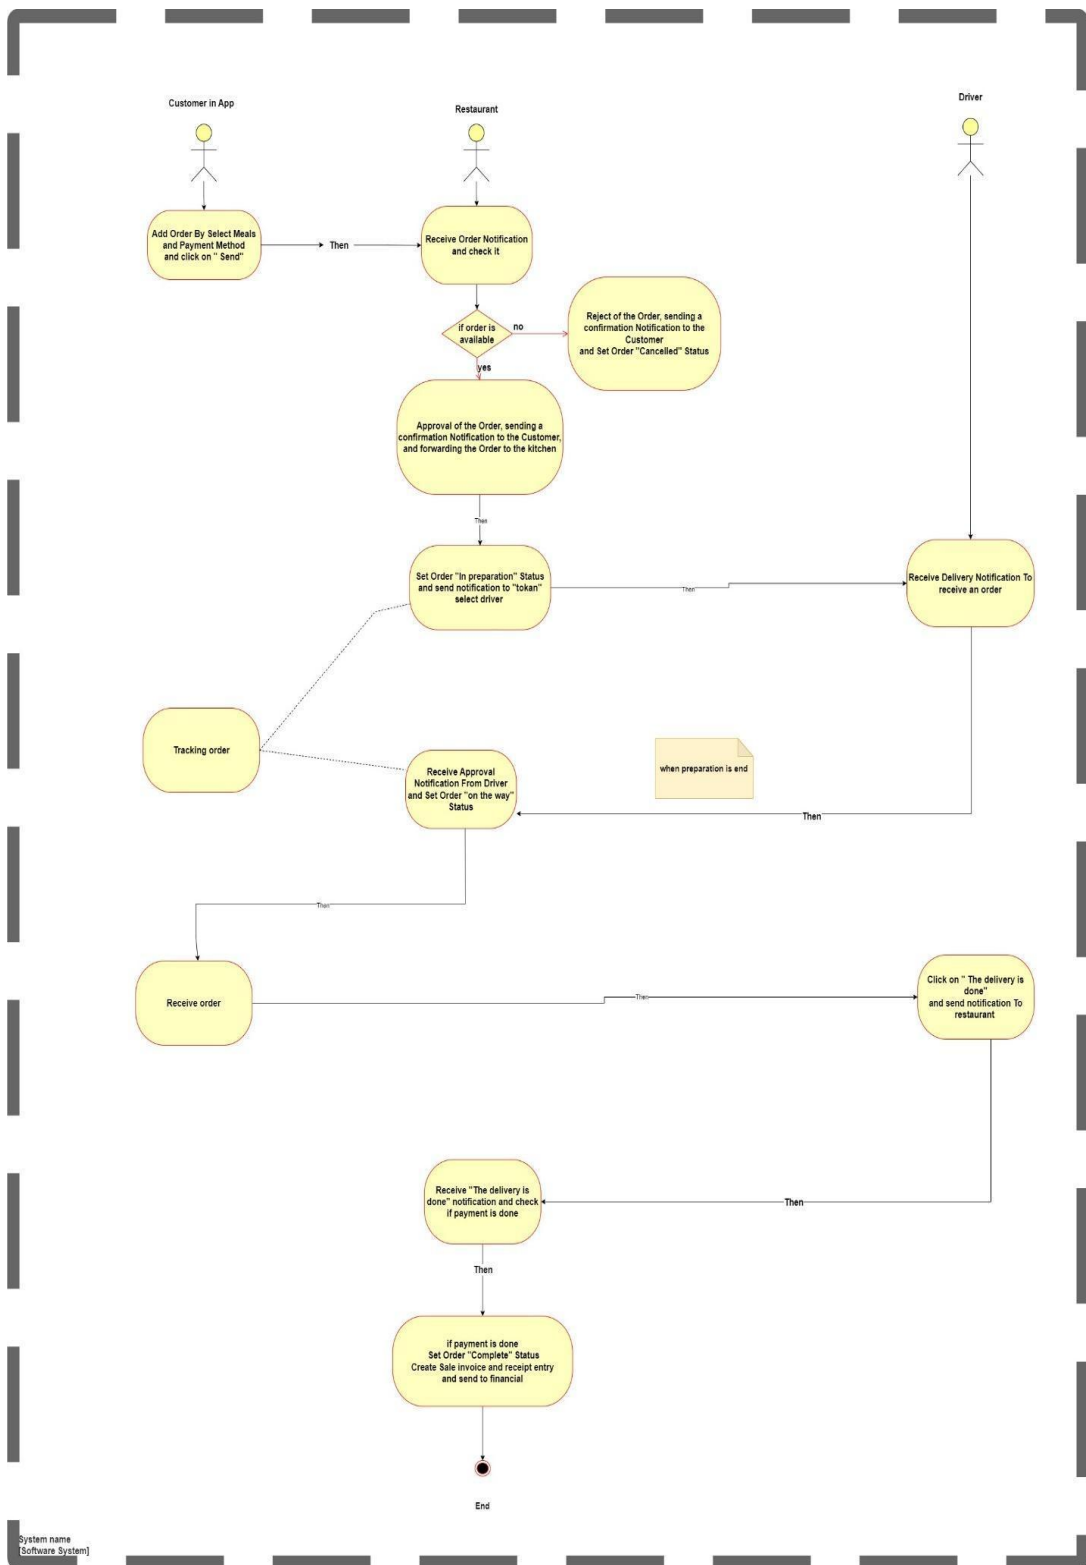 Customer in App
Restaurant
Driver
Add Order By Select Meals
and Payment Method
and click on " Send"
Then
Receive Order Notification
and check it
if order is
available
no
Reject of the Order, sending a
confirmation Notification to the
Customer
and Set Order "Cancelled" Status
yes
Approval of the Order, sending a
confirmation Notification to the Customer,
and forwarding the Order to the kitchen
Then
Set Order "In preparation" Status
and send notification to "tokan"
select driver
Then
Receive Delivery Notification To
receive an order
Tracking order
when preparation is end
Receive Approval
Notification From Driver
and Set Order "on the way"
Status
Then
Then
Receive order
Then
Click on " The delivery is
done"
and send notification To
restaurant
Receive "The delivery is
done" notification and check
if payment is done
Then
Then
if payment is done
Set Order "Complete" Status
Create Sale invoice and receipt entry
and send to financial
End
System name
[Software System]